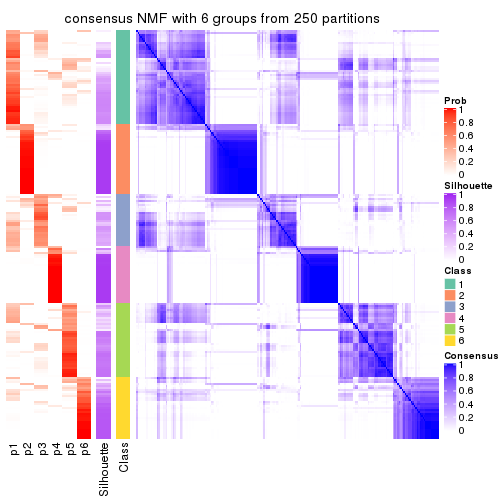 consensus NMF with 6 groups from 250 partitions
Prob
1
0.8
0.6
0.4
0.2
0
Silhouette
1
0.8
0.6
0.4
0.2
0
Class
1
2
3
4
5
6
Consensus
1
0.8
0.6
0.4
0.2
0
p1
p2
p3
p4
p5
p6
Silhouette
Class